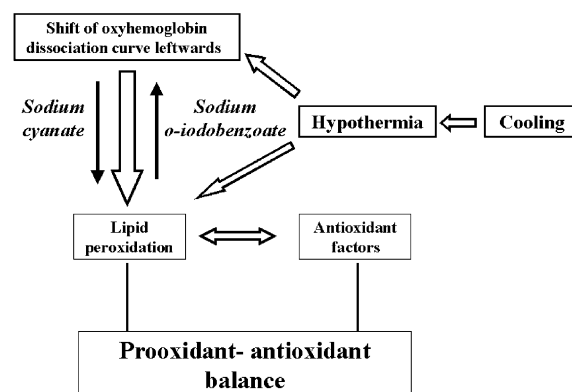 Shift of oxyhemoglobin
dissociation curve leftwards
Sodium
cyanate
Sodium
o-iodobenzoate
Hypothermia
Cooling
Lipid
peroxidation
Antioxidant
factors
Prooxidant- antioxidant
balance